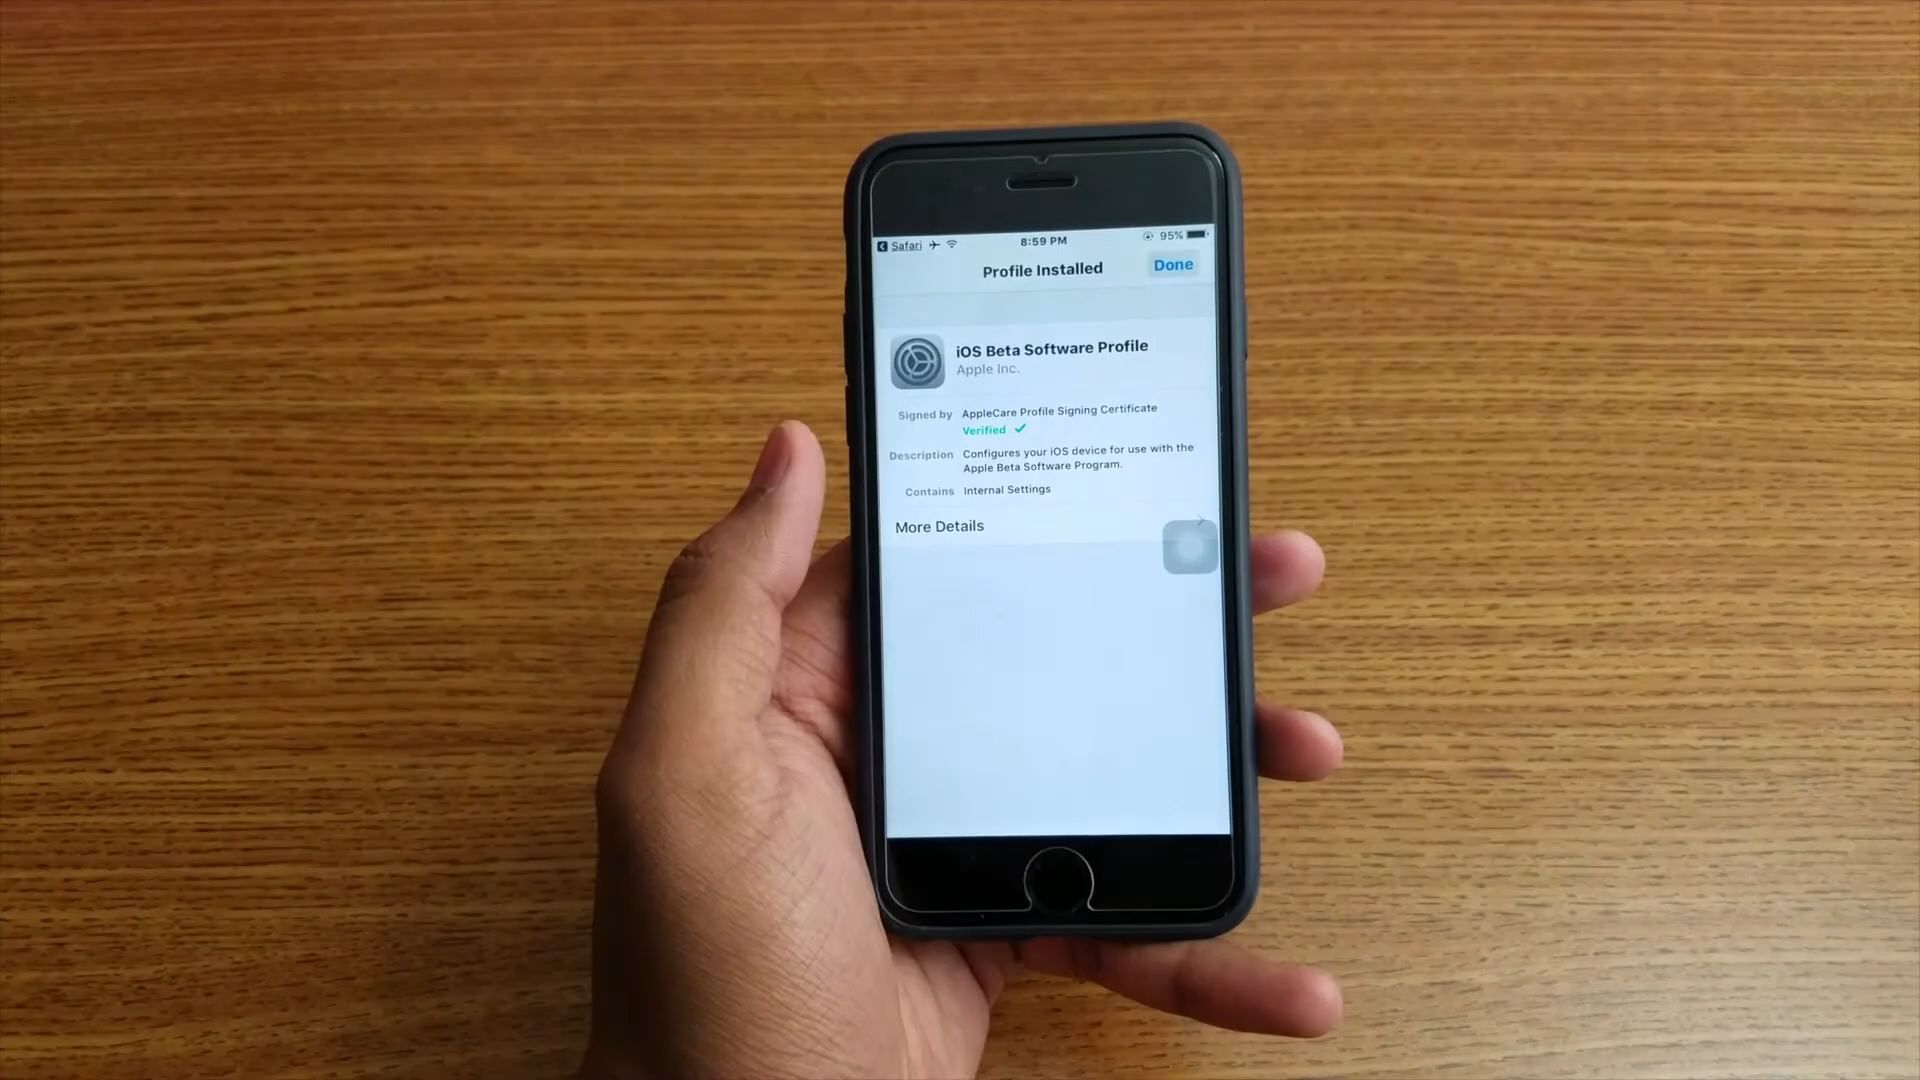 Safari 8:59 PM 95%
Profile Installed Done
iOS Beta Software Profile
Apple Inc.
Signed by AppleCare Profile Signing Certificate
Verified
Description Configures your iOS device for use with the
Apple Beta Software Program.
Contains Internal Settings
More Details